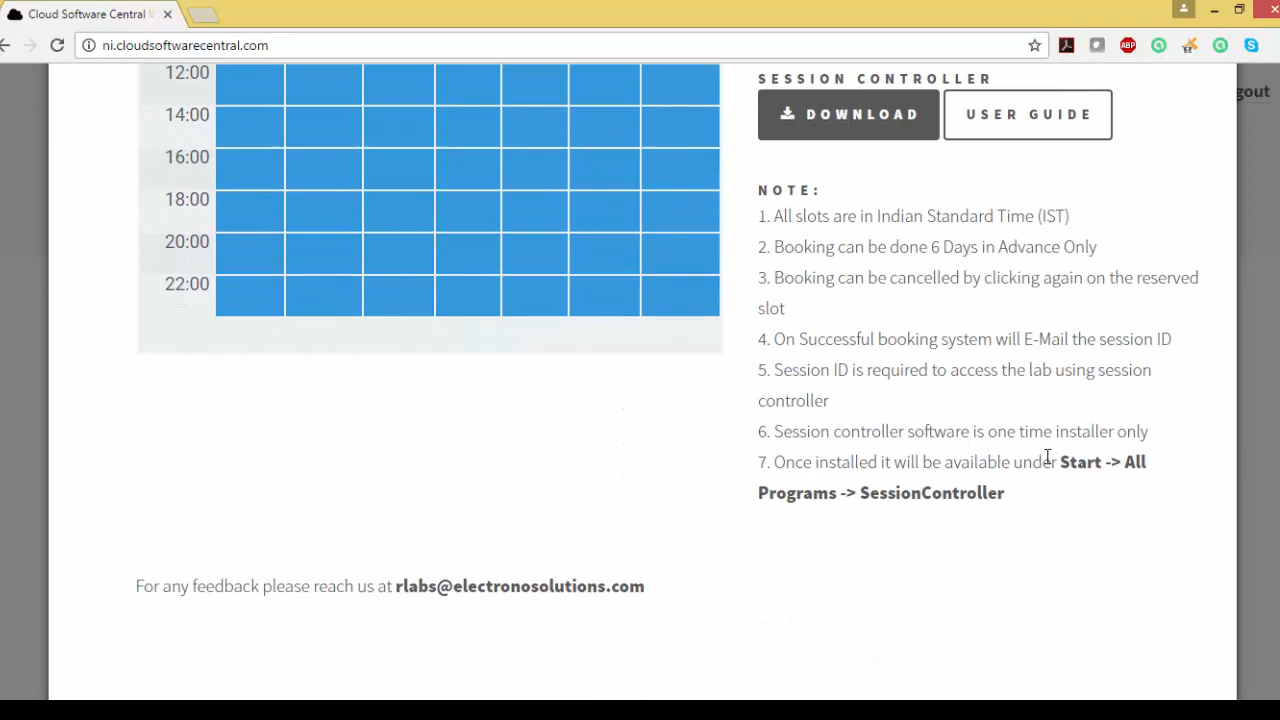 Cloud Software Central
ni.cloudsoftwarecentral.com
ABP
gout
12:00
14:00
16:00
18:00
20:00
22:00
SESSION CONTROLLER
DOWNLOAD
USER GUIDE
NOTE:
1. All slots are in Indian Standard Time (IST)
2. Booking can be done 6 Days in Advance Only
3. Booking can be cancelled by clicking again on the reserved
slot
4. On Successful booking system will E-Mail the session ID
5. Session ID is required to access the lab using session
controller
6. Session controller software is one time installer only
7. Once installed it will be available under Start -> All
Programs -> SessionController
For any feedback please reach us at rlabs@electronosolutions.com